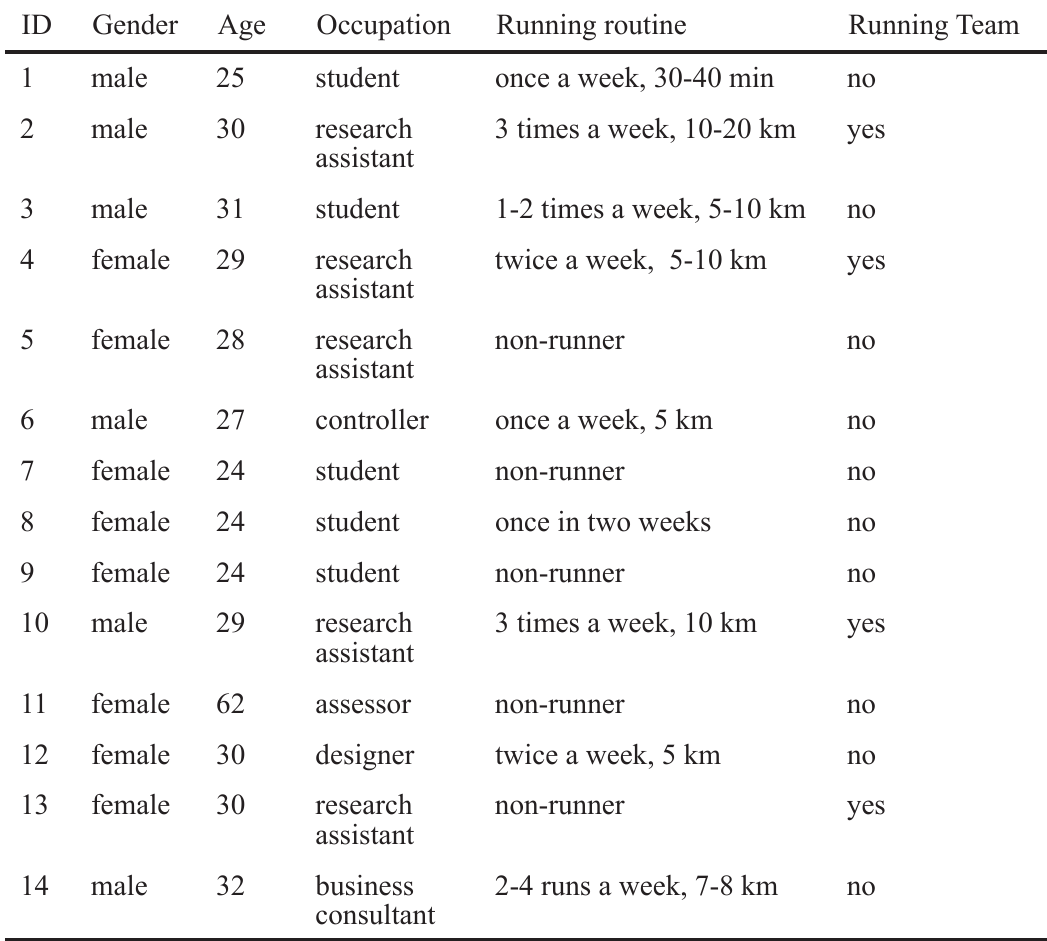 ID Gender Age Occupation Running routine Running Team
1 male 25 student once a week, 30-40 min no
2 male 30 research 3 times a week, 10-20 km yes
assistant
3 male 31 student 1-2 times a week, 5-10 km no
4 female 29 research twice a week,  5-10 km yes
assistant
5 female 28 research non-runner no
assistant
6 male 27 controller once a week, 5 km no
7 female 24 student non-runner no
8 female 24 student once in two weeks no
9 female 24 student non-runner no
10 male 29 research 3 times a week, 10 km yes
assistant
11 female 62 assessor non-runner no
12 female 30 designer twice a week, 5 km no
13 female 30 research non-runner yes
assistant
14 male 32 business 2-4 runs a week, 7-8 km no
consultant